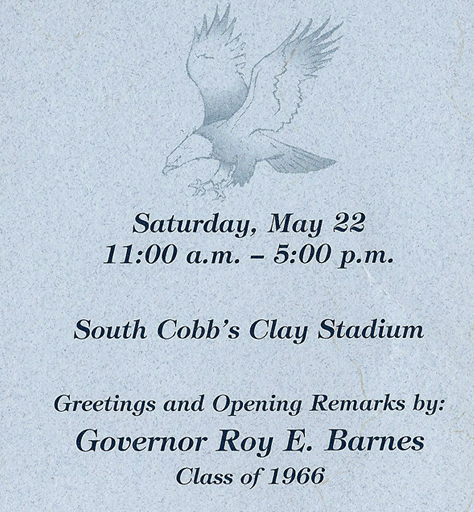 Saturday, May 22
11:00 a.m. – 5:00 p.m.
South Cobb's Clay Stadium
Greetings and Opening Remarks by:
Governor Roy E. Barnes
Class of 1966